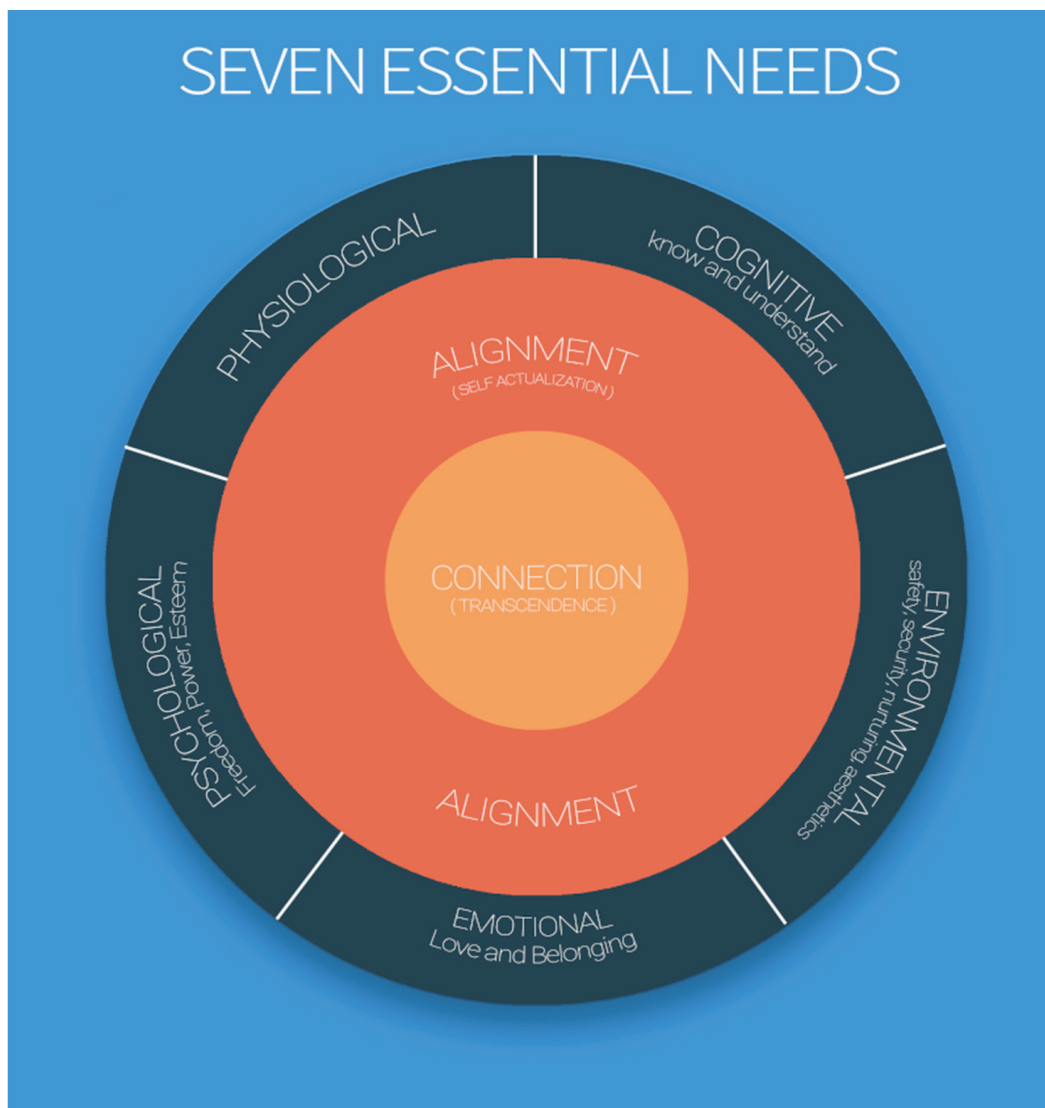 SEVEN ESSENTIAL NEEDS
PHYSIOLOGICAL
COGNITIVE
know and understand
ALIGNMENT
(SELF ACTUALIZATION)
CONNECTION
(TRANSCENDENCE)
PSYCHOLOGICAL
Freedom, Power, Esteem
ENVIRONMENTAL
safety, security, nurturing, aesthetics
ALIGNMENT
EMOTIONAL
Love and Belonging